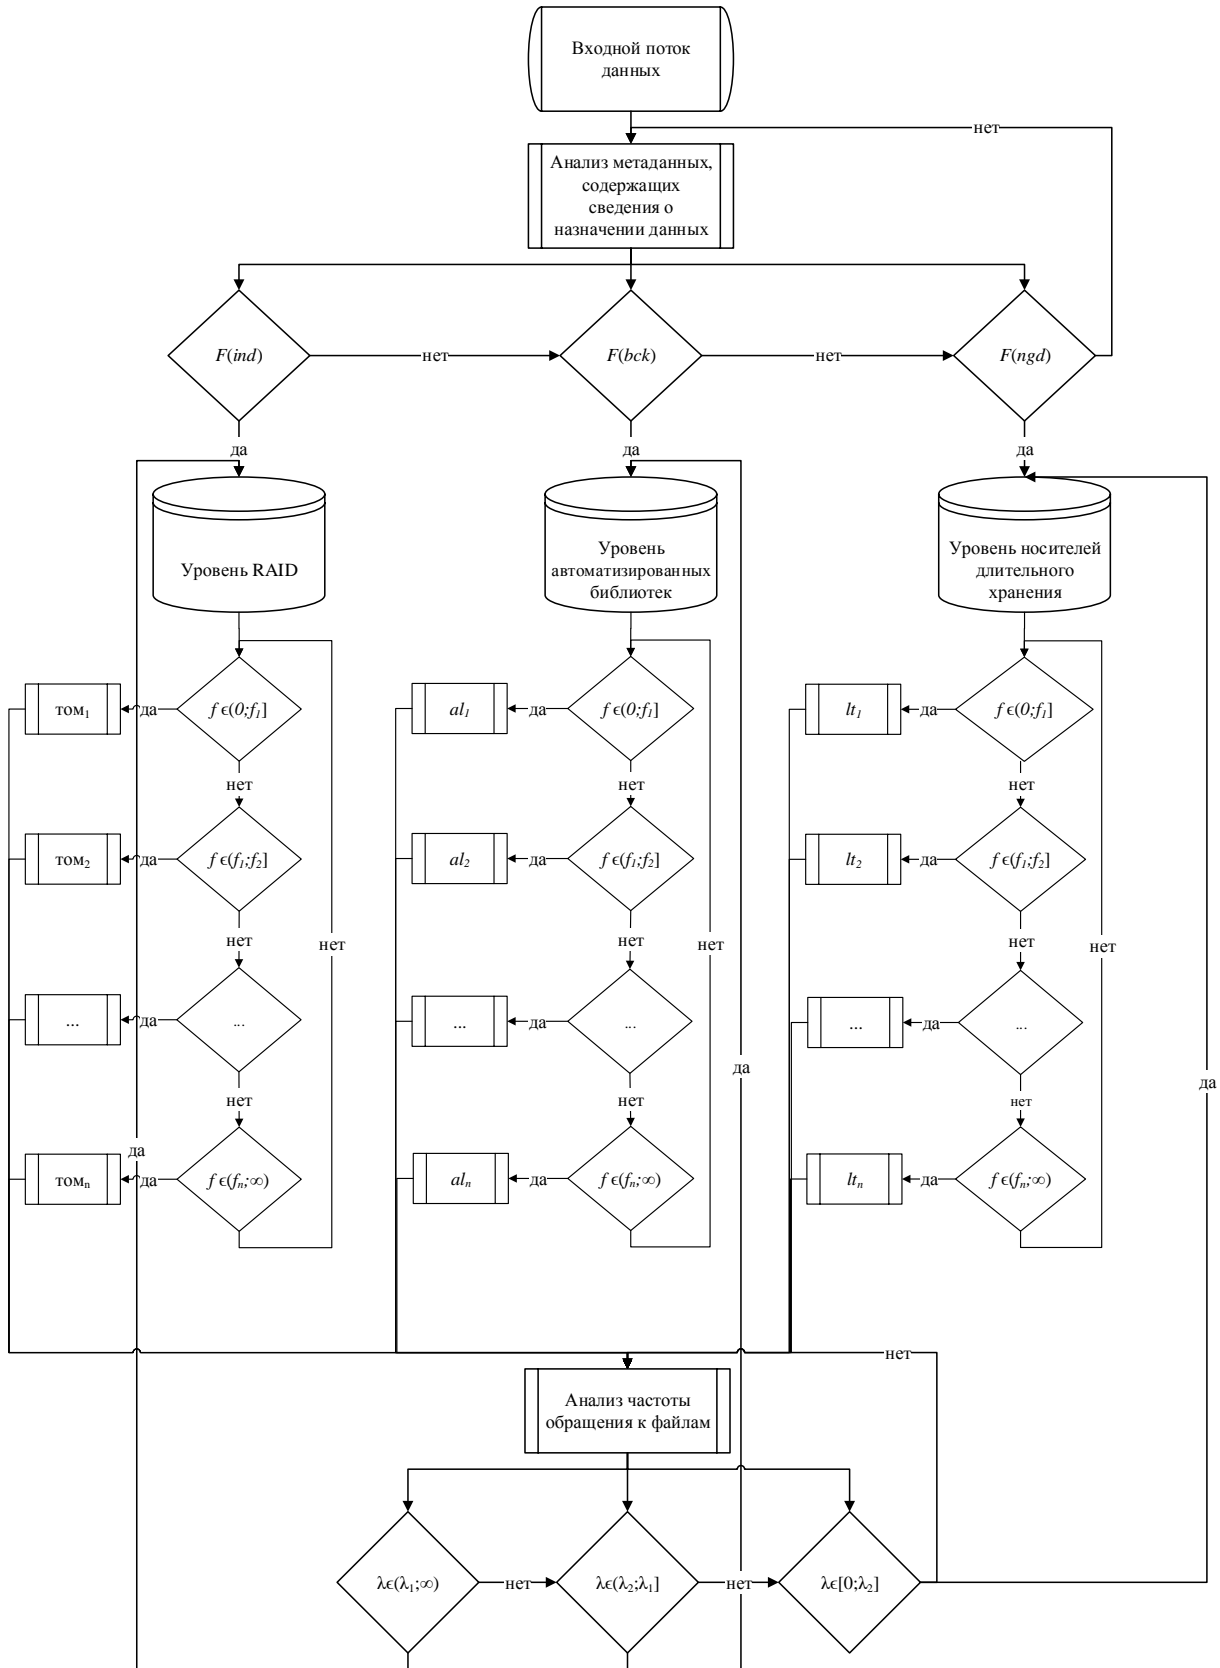 Входной поток
данных
нет
Анализ метаданных,
содержащих
сведения о
назначении данных
F(ind)
нет
F(bck)
нет
F(ngd)
да
да
да
Уровень RAID
Уровень
автоматизированных
библиотек
Уровень носителей
длительного
хранения
том₁
да
f ϵ(0;f₁]
al₁
да
f ϵ(0;f₁]
lt₁
да
f ϵ(0;f₁]
нет
нет
нет
том₂
да
f ϵ(f₁;f₂]
al₂
да
f ϵ(f₁;f₂]
lt₂
да
f ϵ(f₁;f₂]
нет
нет
нет
нет
нет
нет
...
да
...
...
да
...
...
да
...
да
да
нет
нет
нет
да
томₙ
да
f ϵ(fₙ;∞)
alₙ
да
f ϵ(fₙ;∞)
ltₙ
да
f ϵ(fₙ;∞)
нет
Анализ частоты
обращения к файлам
λϵ(λ₁;∞)
нет
λϵ(λ₂;λ₁]
нет
λϵ[0;λ₂]